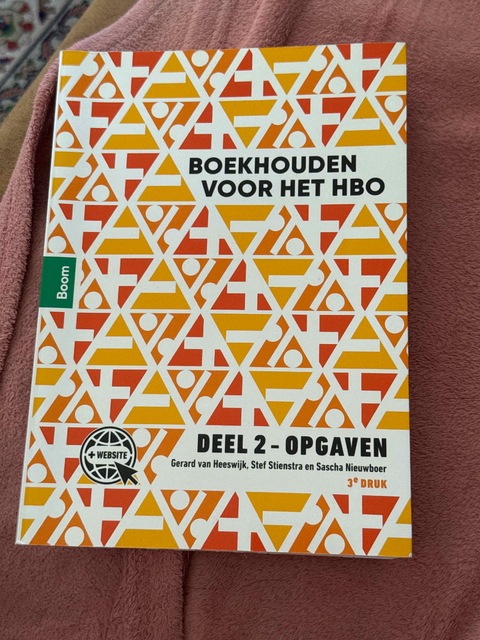 BOEKHOUDEN
VOOR HET HBO
Boom
+ WEBSITE
DEEL 2 - OPGAVEN
Gerard van Heeswijk, Stef Stienstra en Sascha Nieuwboer
3e DRUK